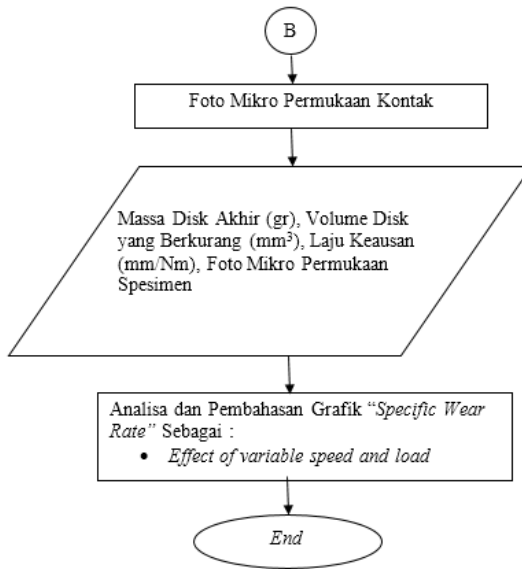 B
Foto Mikro Permukaan Kontak
Massa Disk Akhir (gr), Volume Disk
yang Berkurang (mm³), Laju Keausan
(mm/Nm), Foto Mikro Permukaan
Spesimen
Analisa dan Pembahasan Grafik “Specific Wear
Rate” Sebagai :
• Effect of variable speed and load
End